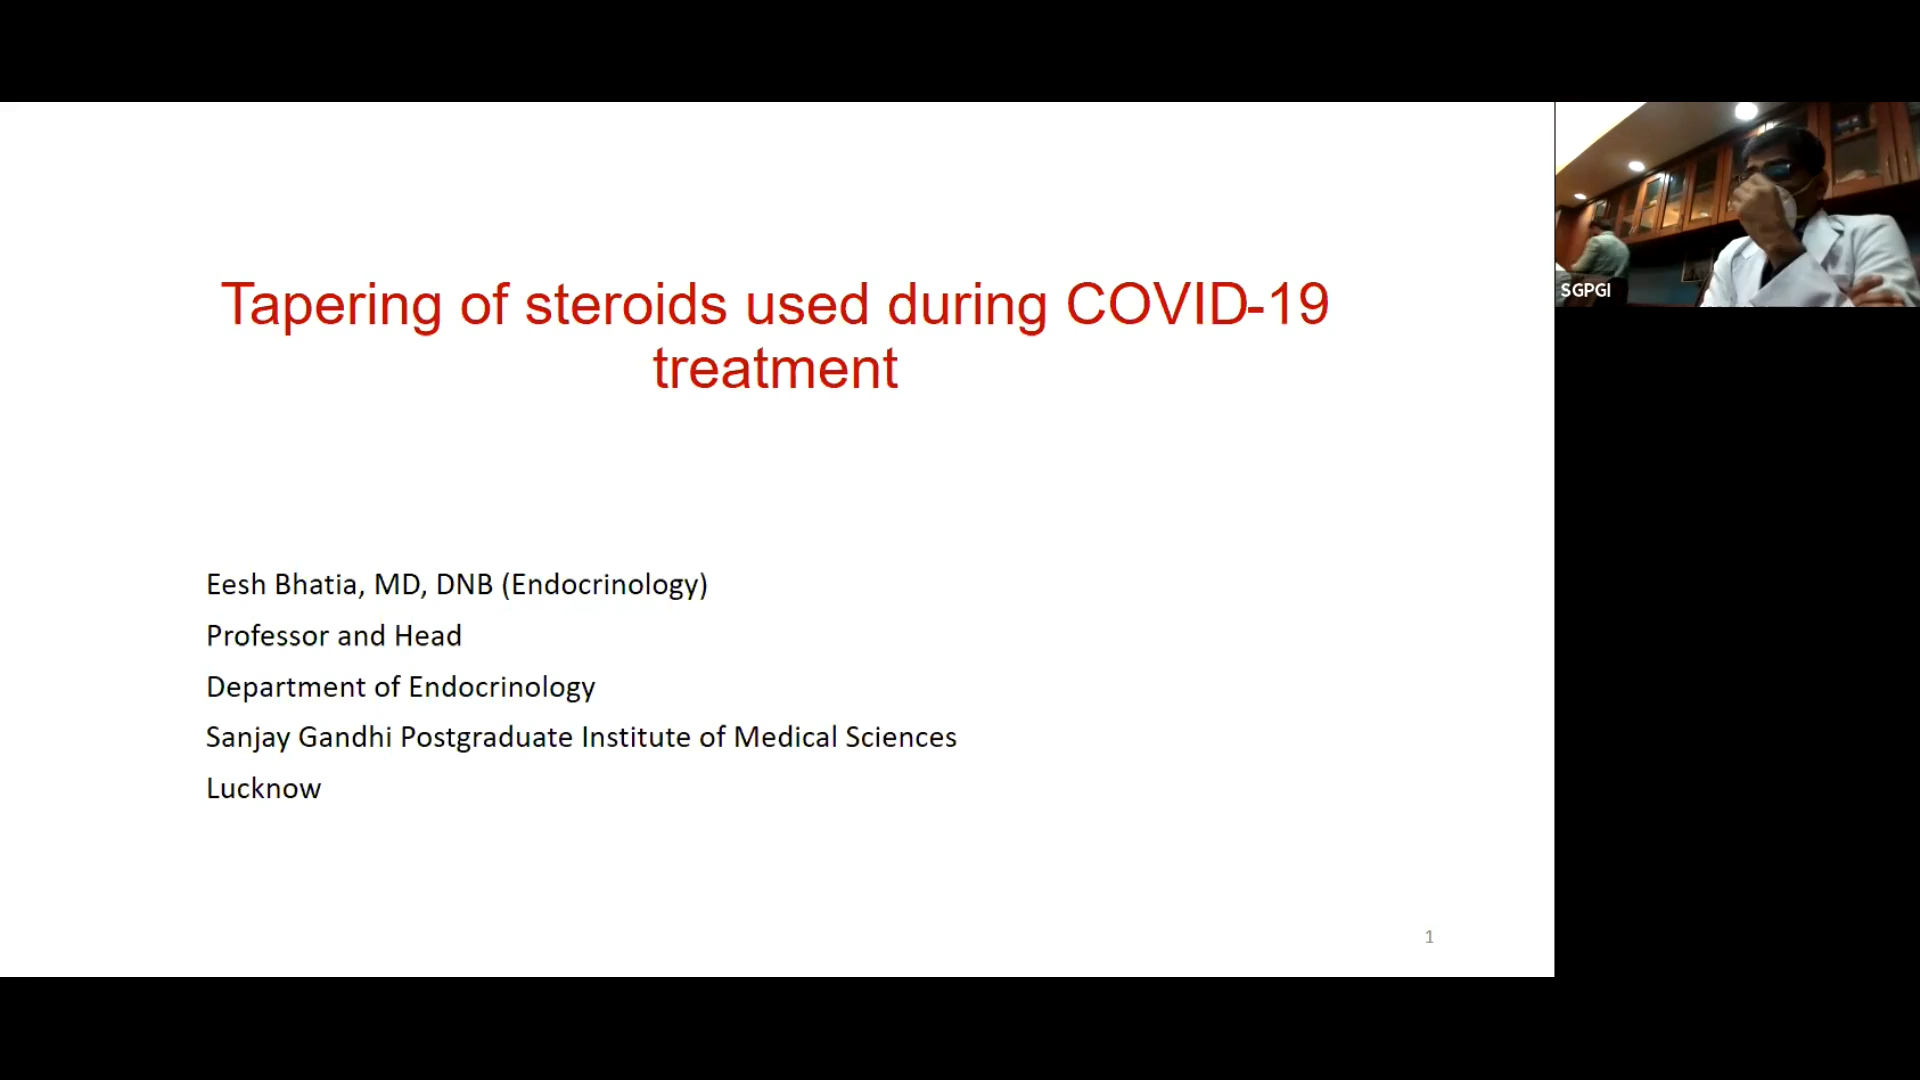 Tapering of steroids used during COVID-19
treatment
Eesh Bhatia, MD, DNB (Endocrinology)
Professor and Head
Department of Endocrinology
Sanjay Gandhi Postgraduate Institute of Medical Sciences
Lucknow
1
SGPGI